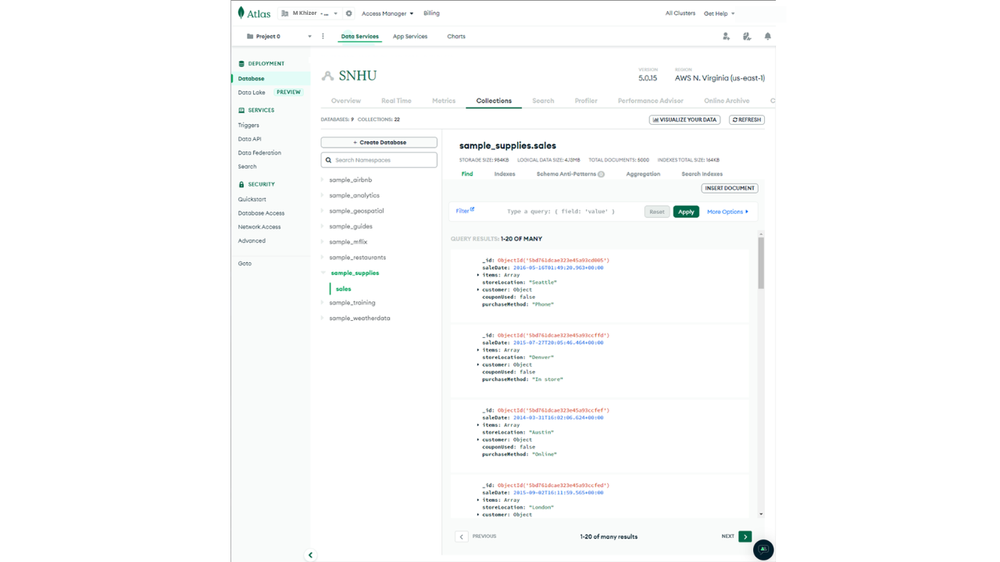 Atlas M Khizer - ... Access Manager Billing All Clusters Get Help
Project 0 Data Services App Services Charts
DEPLOYMENT
Database
Data Lake PREVIEW
SERVICES
Triggers
Data API
Data Federation
Search
SECURITY
Quickstart
Database Access
Network Access
Advanced
Goto
SNHU
VERSION
5.0.15
REGION
AWS N. Virginia (us-east-1)
Overview Real Time Metrics Collections Search Profiler Performance Advisor Online Archive C
DATABASES: 9 COLLECTIONS: 22
VISUALIZE YOUR DATA
REFRESH
+ Create Database
Search Namespaces
sample_airbnb
sample_analytics
sample_geospatial
sample_guides
sample_mflix
sample_restaurants
sample_supplies
sales
sample_training
sample_weatherdata
sample_supplies.sales
STORAGE SIZE: 984KB LOGICAL DATA SIZE: 4.13MB TOTAL DOCUMENTS: 5000 INDEXES TOTAL SIZE: 164KB
Find Indexes Schema Anti-Patterns 0 Aggregation Search Indexes
INSERT DOCUMENT
Filter Type a query: { field: 'value' } Reset Apply More Options
QUERY RESULTS: 1-20 OF MANY
_id: ObjectId('5bd761dcae323e45a93cd005')
saleDate: 2016-05-16T01:49:20.963+00:00
items: Array
storeLocation: "Seattle"
customer: Object
couponUsed: false
purchaseMethod: "Phone"
_id: ObjectId('5bd761dcae323e45a93ccffd')
saleDate: 2015-07-27T20:05:46.464+00:00
items: Array
storeLocation: "Denver"
customer: Object
couponUsed: false
purchaseMethod: "In store"
_id: ObjectId('5bd761dcae323e45a93ccfef')
saleDate: 2014-03-31T16:02:06.624+00:00
items: Array
storeLocation: "Austin"
customer: Object
couponUsed: false
purchaseMethod: "Online"
_id: ObjectId('5bd761dcae323e45a93ccfed')
saleDate: 2015-09-02T16:11:59.565+00:00
items: Array
storeLocation: "London"
customer: Object
PREVIOUS 1-20 of many results NEXT